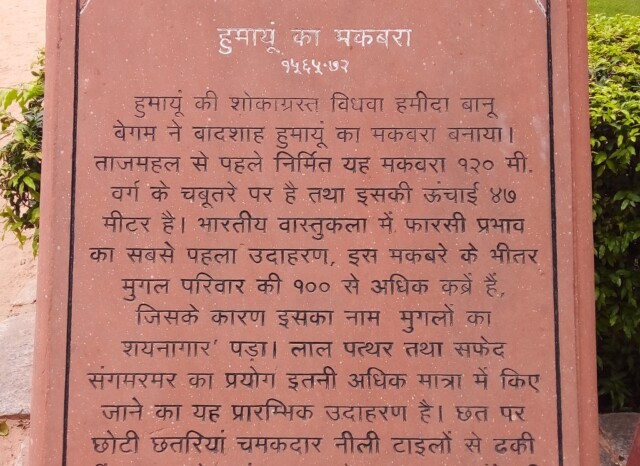 हुमायूं का मकबरा
१५६५-७२
हुमायूं की शोकाग्रस्त विधवा हमीदा बानू
बेगम ने बादशाह हुमायूं का मकबरा बनाया।
ताजमहल से पहले निर्मित यह मकवरा १२० मी.
वर्ग के चबूतरे पर है तथा इसकी ऊंचाई ४७
मीटर है। भारतीय वास्तुकला में फारसी प्रभाव
का सबसे पहला उदाहरण, इस मकबरे के भीतर
मुगल परिवार की १०० से अधिक कब्रें हैं,
जिसके कारण इसका नाम मुगलों का
शयनागार' पड़ा। लाल पत्थर तथा सफेद
संगमरमर का प्रयोग इतनी अधिक मात्रा में किए
जाने का यह प्रारम्भिक उदाहरण है। छत पर
छोटी छतरियां चमकदार नीली टाइलों से ढकी